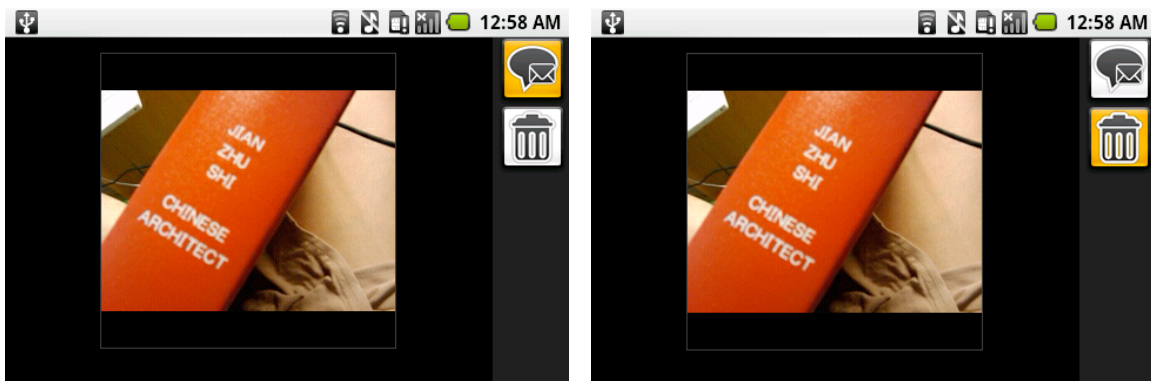 12:58 AM
JIAN
ZHU
SHI
CHINESE
ARCHITECT
12:58 AM
JIAN
ZHU
SHI
CHINESE
ARCHITECT